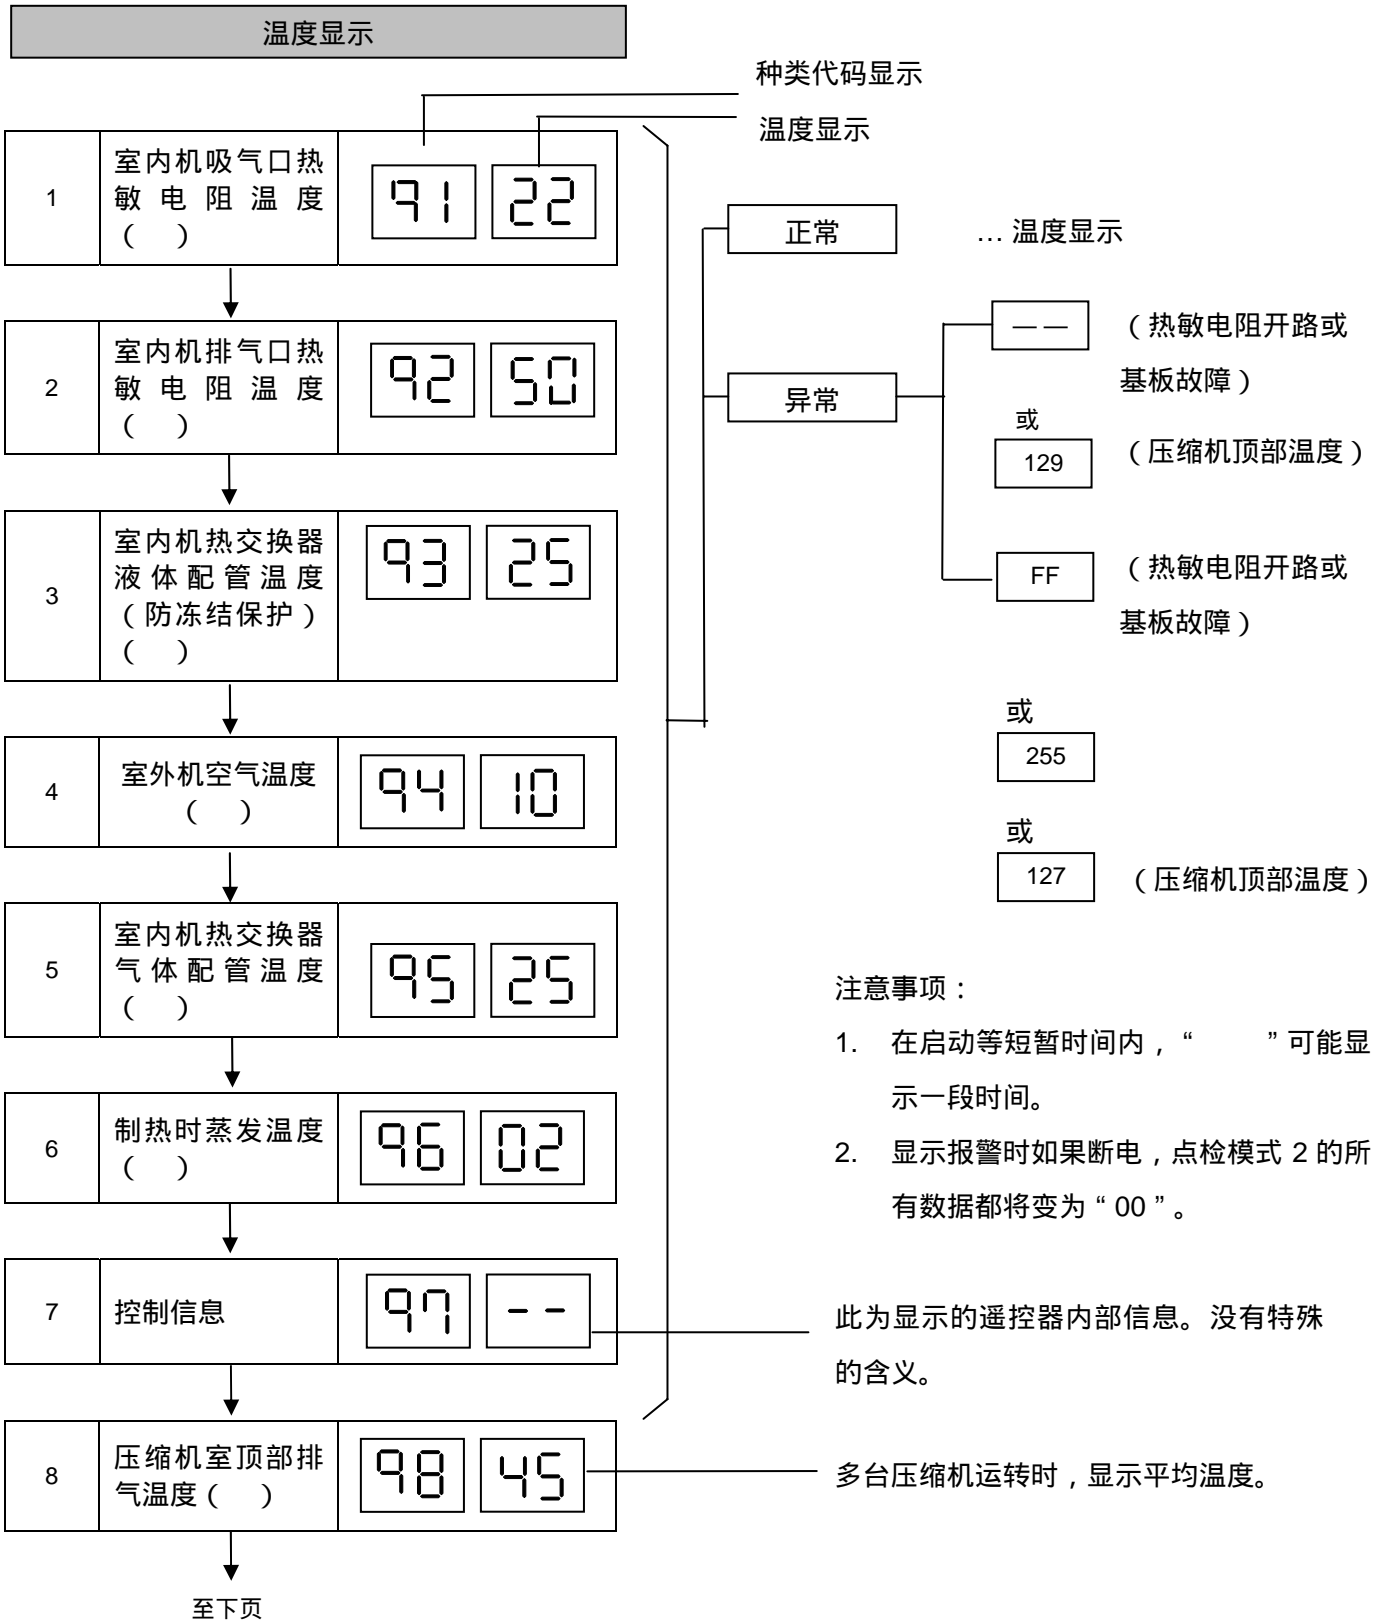 温度显示
种类代码显示
温度显示
1
室内机吸气口热
敏电阻温度
（　）
91 22
正常
… 温度显示
2
室内机排气口热
敏电阻温度
（　）
92 50
异常
— —
（热敏电阻开路或
基板故障）
或
129
（压缩机顶部温度）
3
室内机热交换器
液体配管温度
（防冻结保护）
（　）
93 25
FF
（热敏电阻开路或
基板故障）
或
255
或
127
（压缩机顶部温度）
4
室外机空气温度
（　）
94 10
5
室内机热交换器
气体配管温度
（　）
95 25
6
制热时蒸发温度
（　）
96 02
注意事项：
1. 在启动等短暂时间内，“　　”可能显
示一段时间。
2. 显示报警时如果断电，点检模式 2 的所
有数据都将变为“00”。
7
控制信息
97 --
此为显示的遥控器内部信息。没有特殊
的含义。
8
压缩机室顶部排
气温度（　）
98 45
多台压缩机运转时，显示平均温度。
至下页